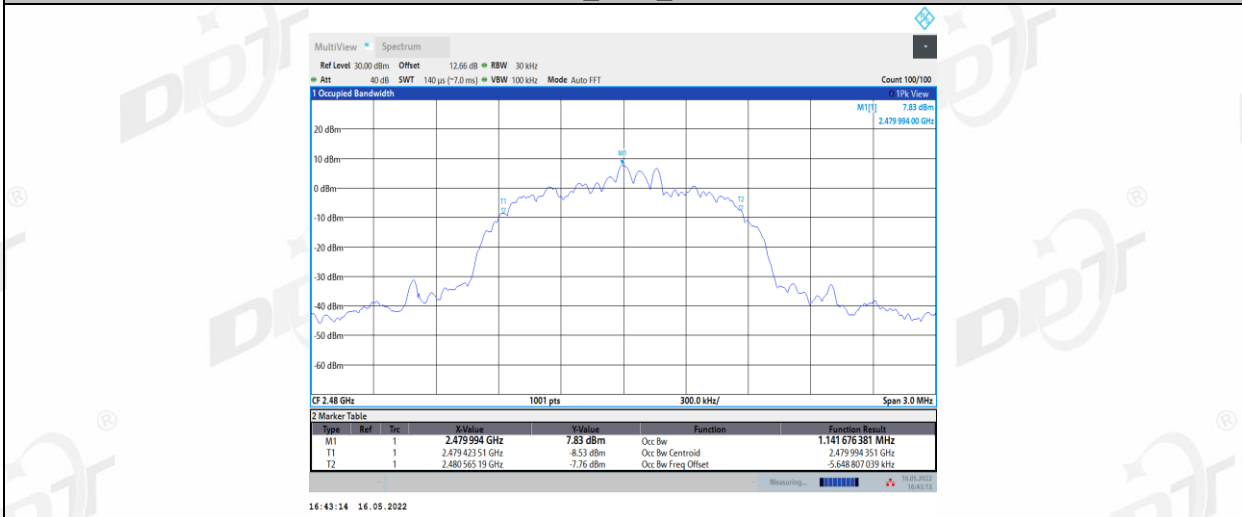 MultiView Spectrum
Ref Level 30.00 dBm Offset 12.66 dB RBW 30 kHz
Att 40 dB SWT 140 µs (~7.0 ms) VBW 100 kHz Mode Auto FFT Count 100/100
1 Occupied Bandwidth 1Pk View
M1[1] 7.83 dBm
2.479 994 00 GHz
20 dBm
10 dBm
M1
0 dBm
T1
T2
-10 dBm
-20 dBm
-30 dBm
-40 dBm
-50 dBm
-60 dBm
CF 2.48 GHz 1001 pts 300.0 kHz/ Span 3.0 MHz
2 Marker Table
Type Ref Trc X-Value Y-Value Function Function Result
M1 1 2.479 994 GHz 7.83 dBm Occ Bw 1.141 676 381 MHz
T1 1 2.479 423 51 GHz -8.53 dBm Occ Bw Centroid 2.479 994 351 GHz
T2 1 2.480 565 19 GHz -7.76 dBm Occ Bw Freq Offset -5.648 807 039 kHz
Measuring... 16.05.2022
16:43:13
16:43:14 16.05.2022
DDT
®